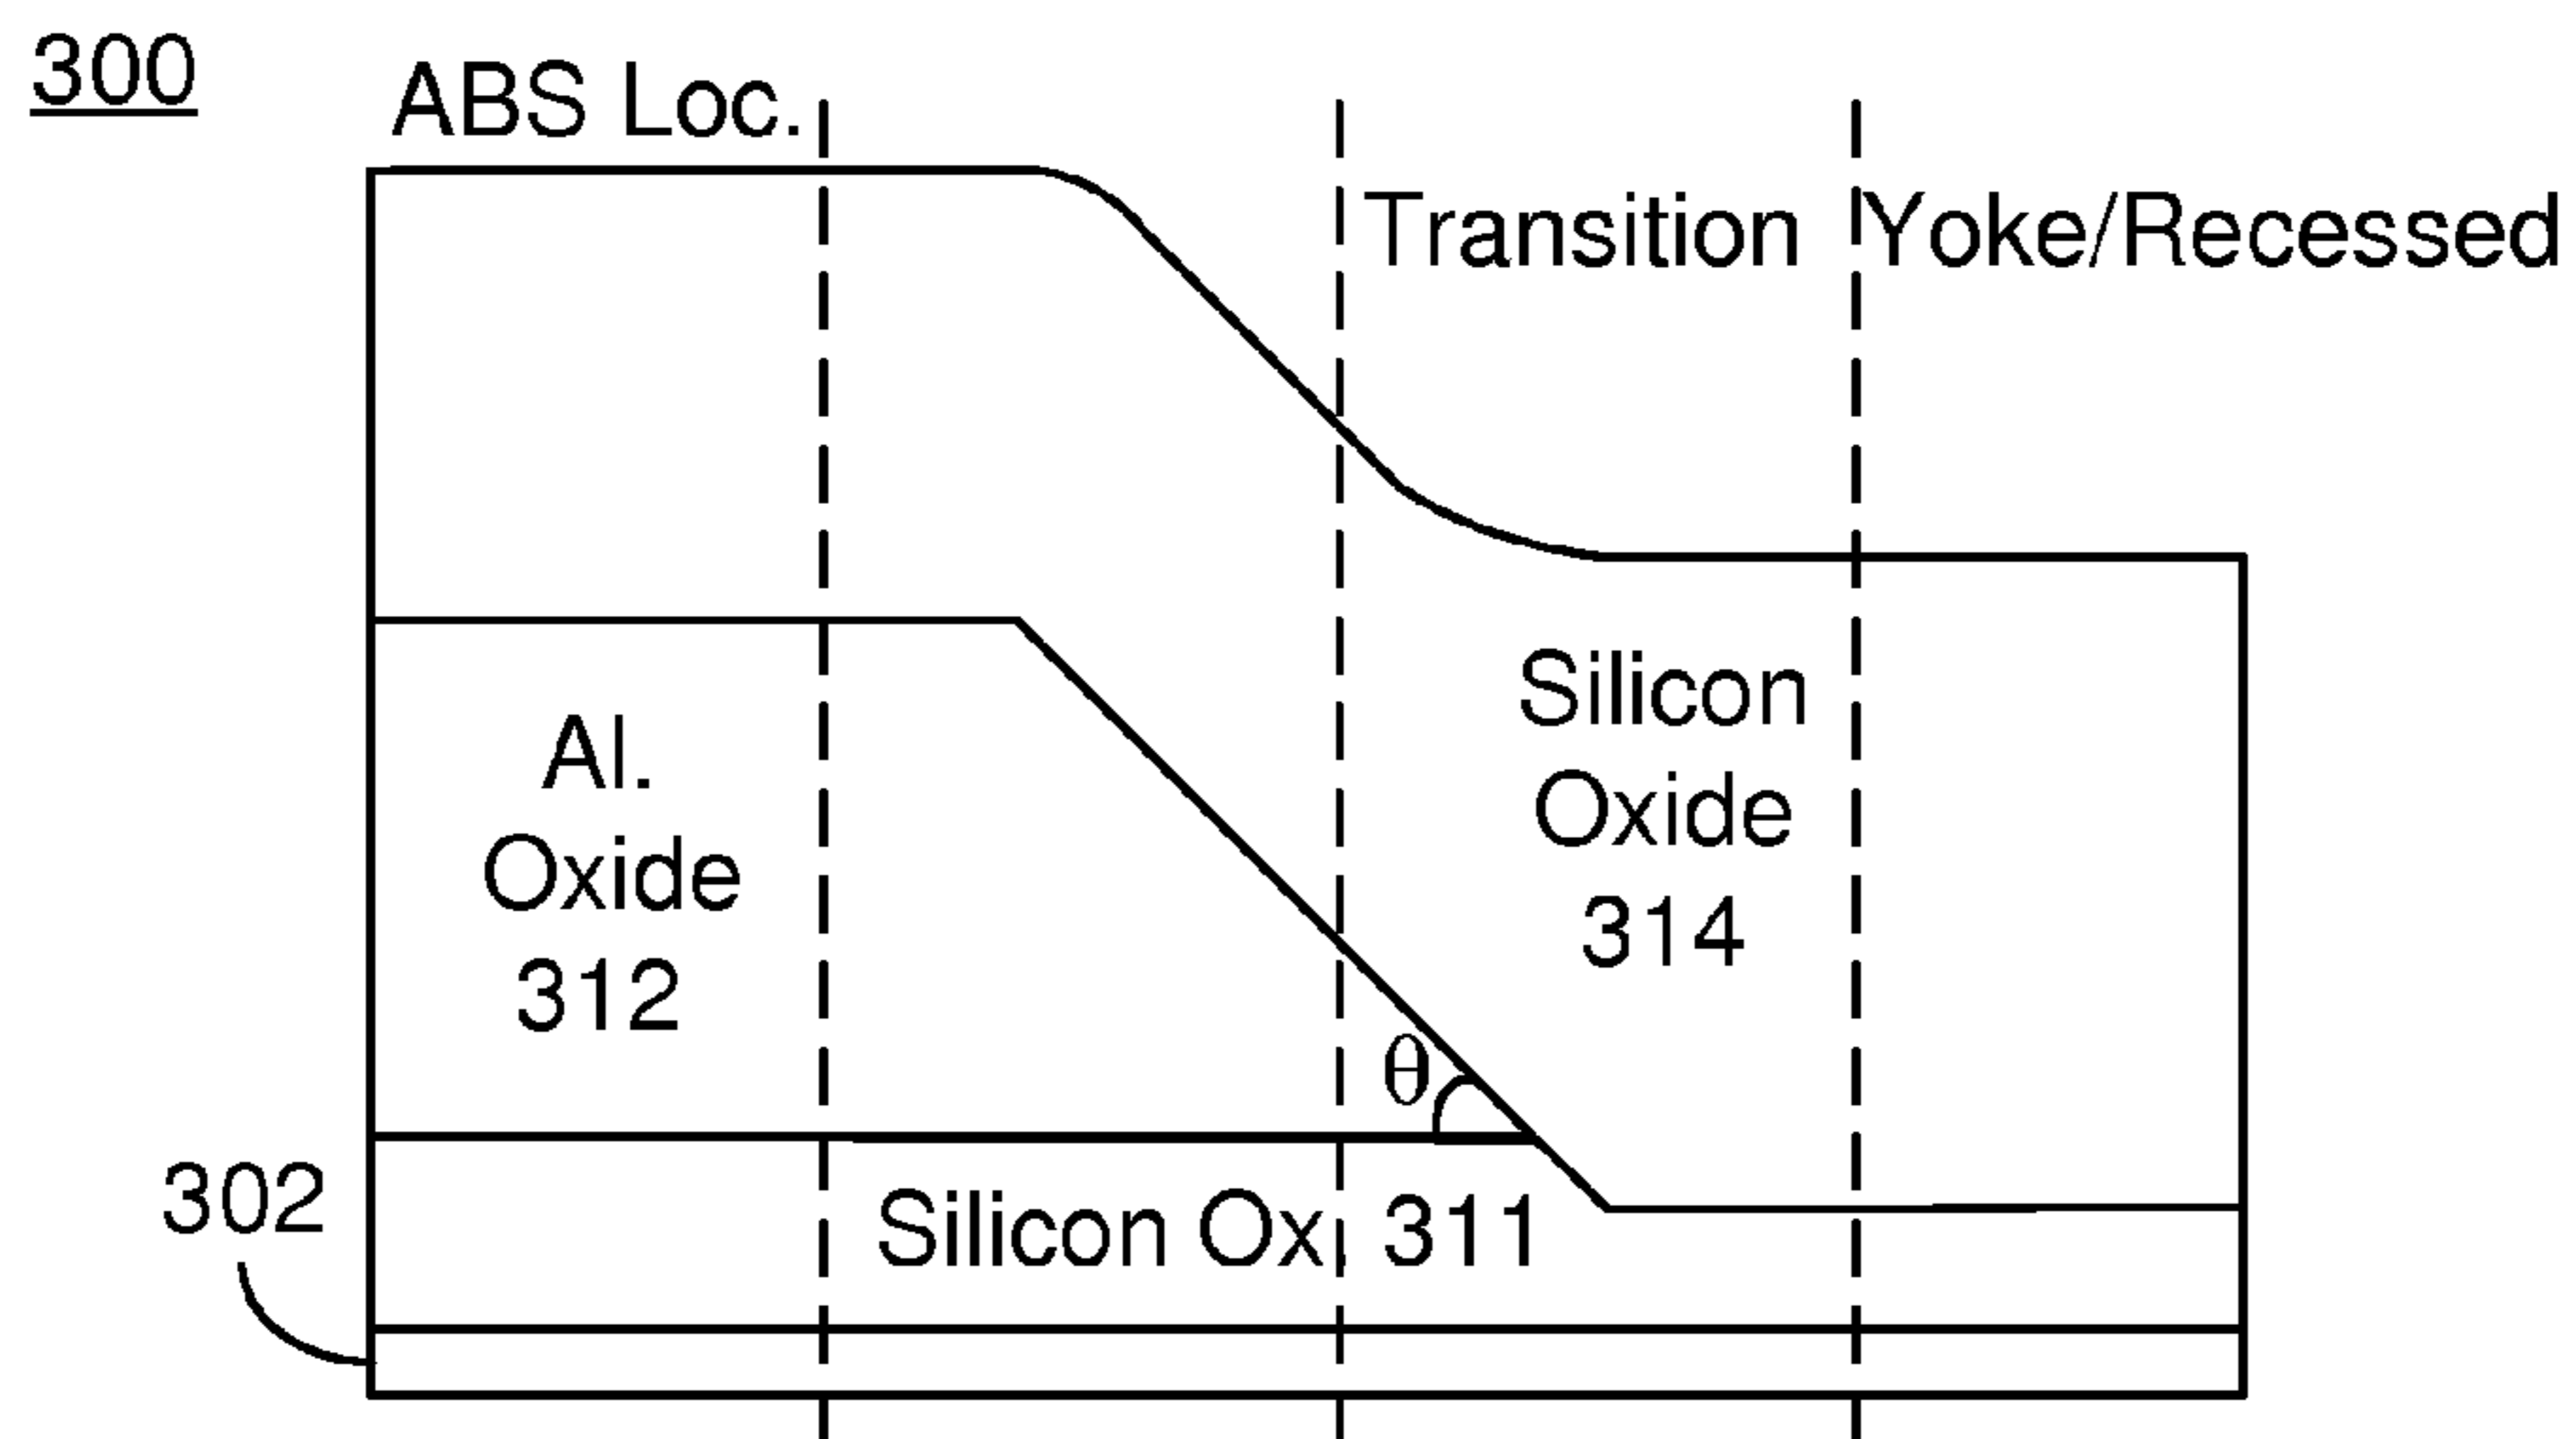 300
ABS Loc.
Transition
Yoke/Recessed
Al.
Oxide
312
Silicon
Oxide
314
θ
302
Silicon Ox. 311